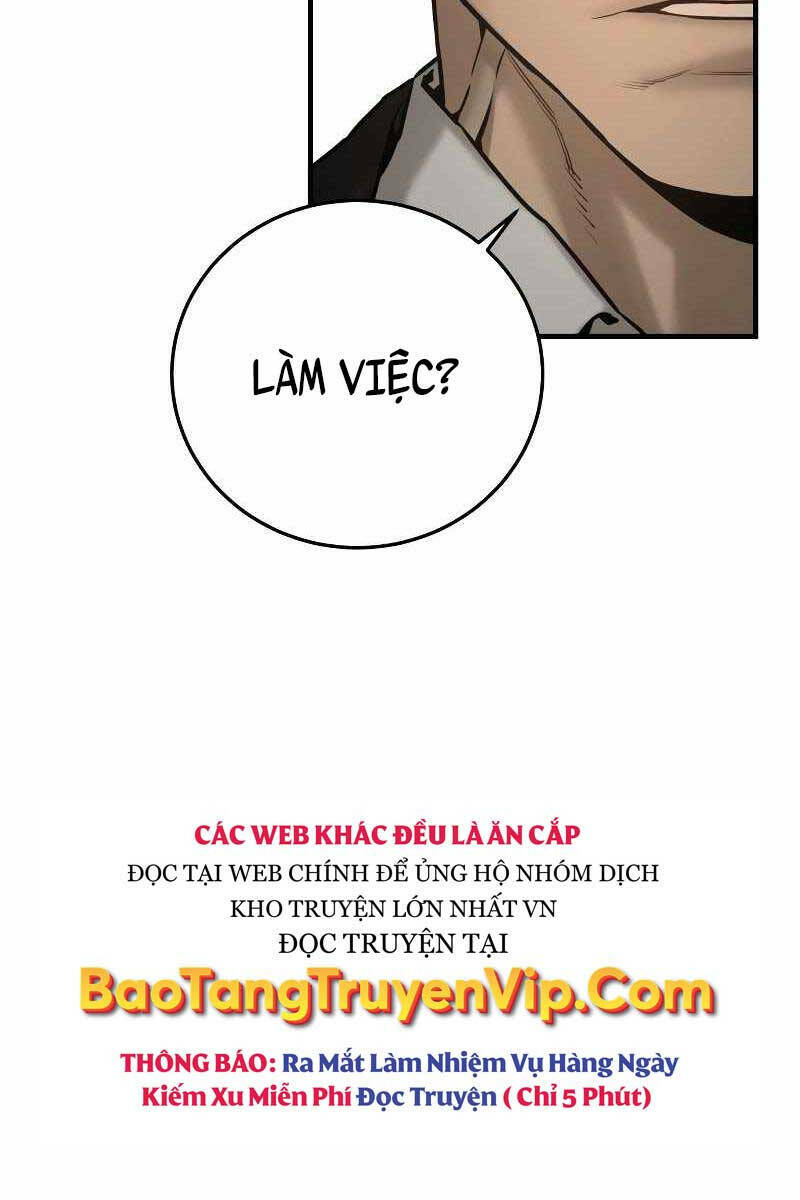 LÀM VIỆC?
CÁC WEB KHÁC ĐỀU LÀ ĂN CẮP
ĐỌC TẠI WEB CHÍNH ĐỂ ỦNG HỘ NHÓM DỊCH
KHO TRUYỆN LỚN NHẤT VN
ĐỌC TRUYỆN TẠI
BaoTangTruyenVip.Com
THÔNG BÁO: Ra Mắt Làm Nhiệm Vụ Hàng Ngày
Kiếm Xu Miễn Phí Đọc Truyện ( Chỉ 5 Phút)